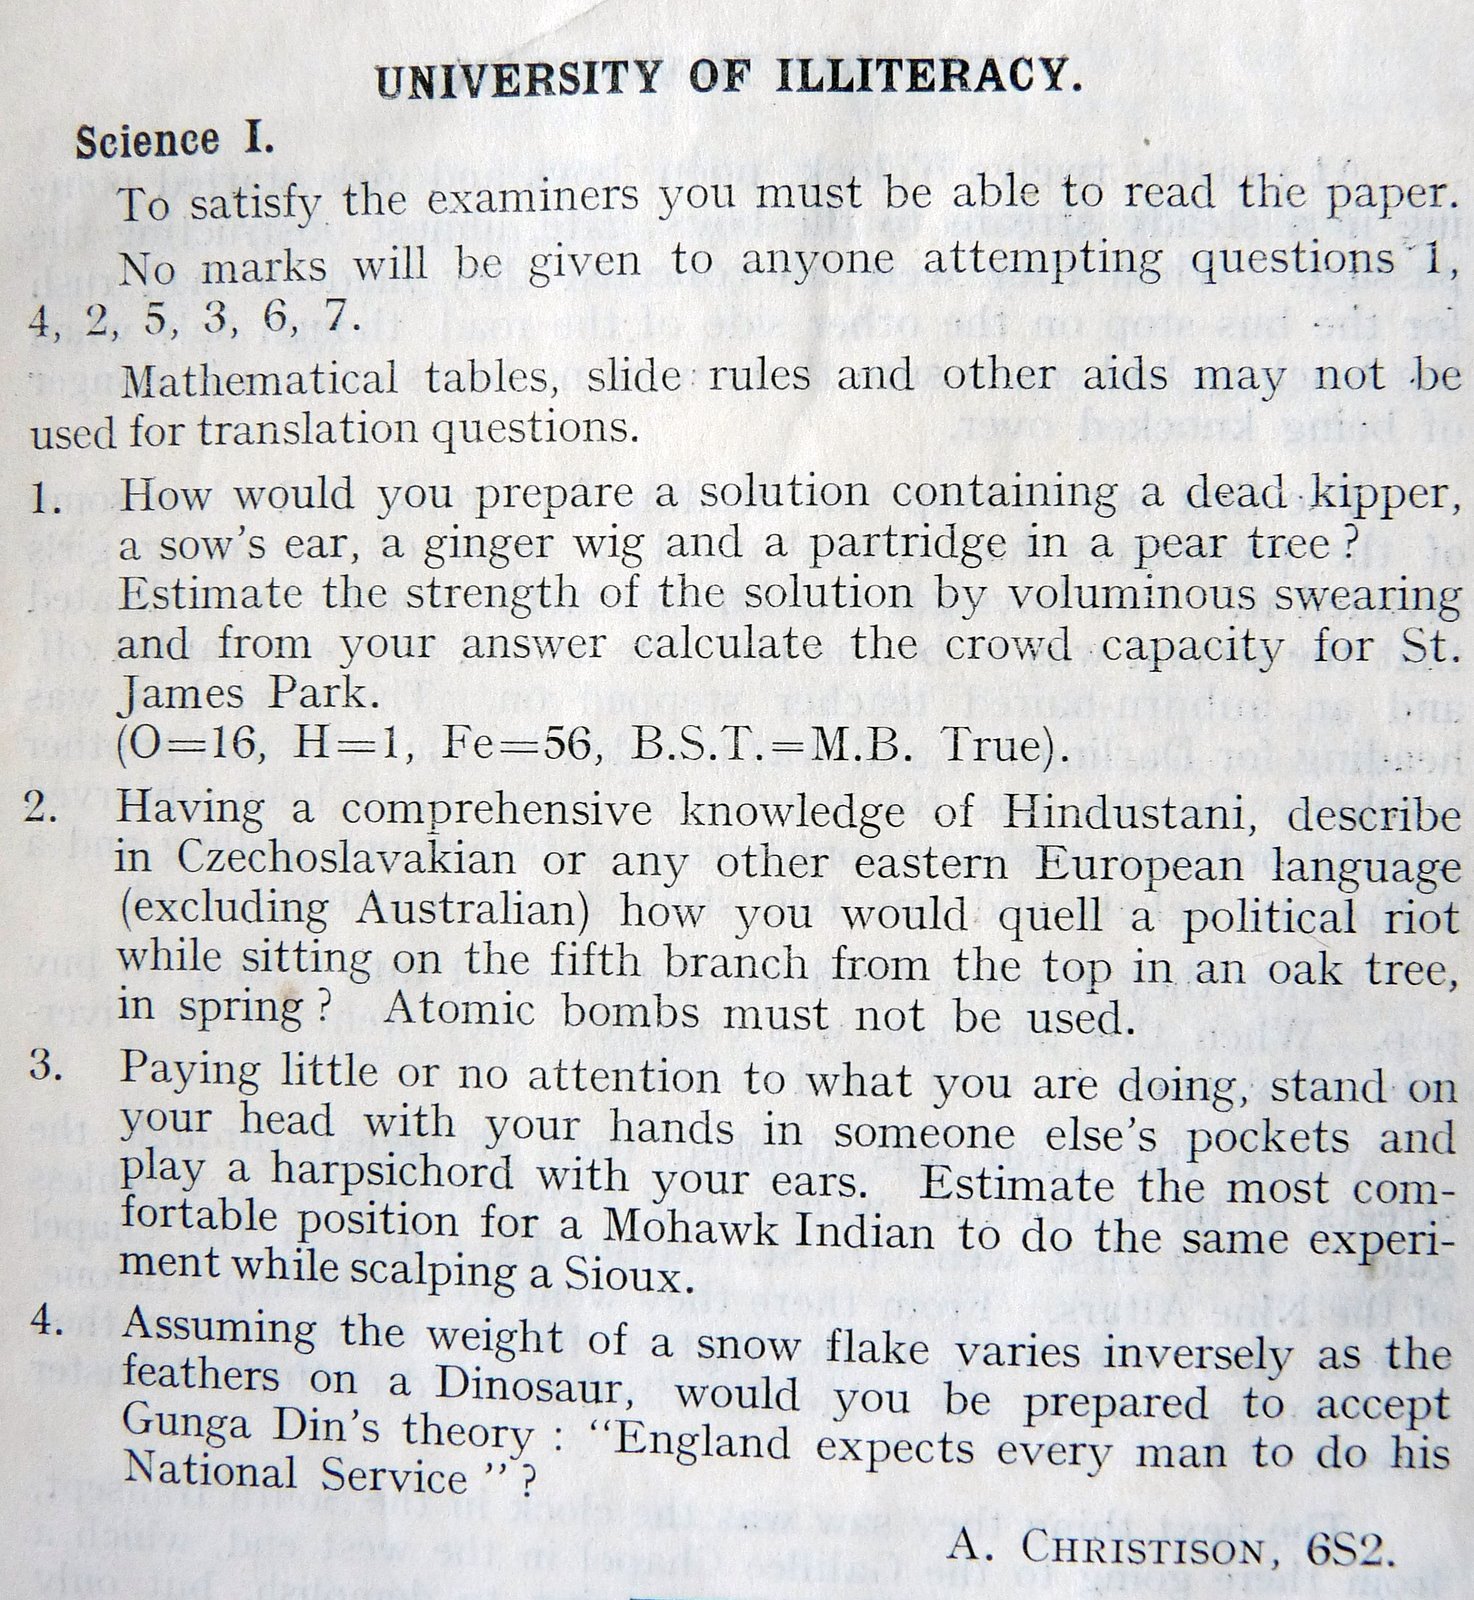 UNIVERSITY OF ILLITERACY.
Science I.
To satisfy the examiners you must be able to read the paper.
No marks will be given to anyone attempting questions 1,
4, 2, 5, 3, 6, 7.
Mathematical tables, slide rules and other aids may not be
used for translation questions.
1. How would you prepare a solution containing a dead kipper,
a sow's ear, a ginger wig and a partridge in a pear tree?
Estimate the strength of the solution by voluminous swearing
and from your answer calculate the crowd capacity for St.
James Park.
(O=16, H=1, Fe=56, B.S.T.=M.B. True).
2. Having a comprehensive knowledge of Hindustani, describe
in Czechoslavakian or any other eastern European language
(excluding Australian) how you would quell a political riot
while sitting on the fifth branch from the top in an oak tree,
in spring? Atomic bombs must not be used.
3. Paying little or no attention to what you are doing, stand on
your head with your hands in someone else's pockets and
play a harpsichord with your ears. Estimate the most com-
fortable position for a Mohawk Indian to do the same experi-
ment while scalping a Sioux.
4. Assuming the weight of a snow flake varies inversely as the
feathers on a Dinosaur, would you be prepared to accept
Gunga Din's theory : "England expects every man to do his
National Service"?
A. CHRISTISON, 6S2.